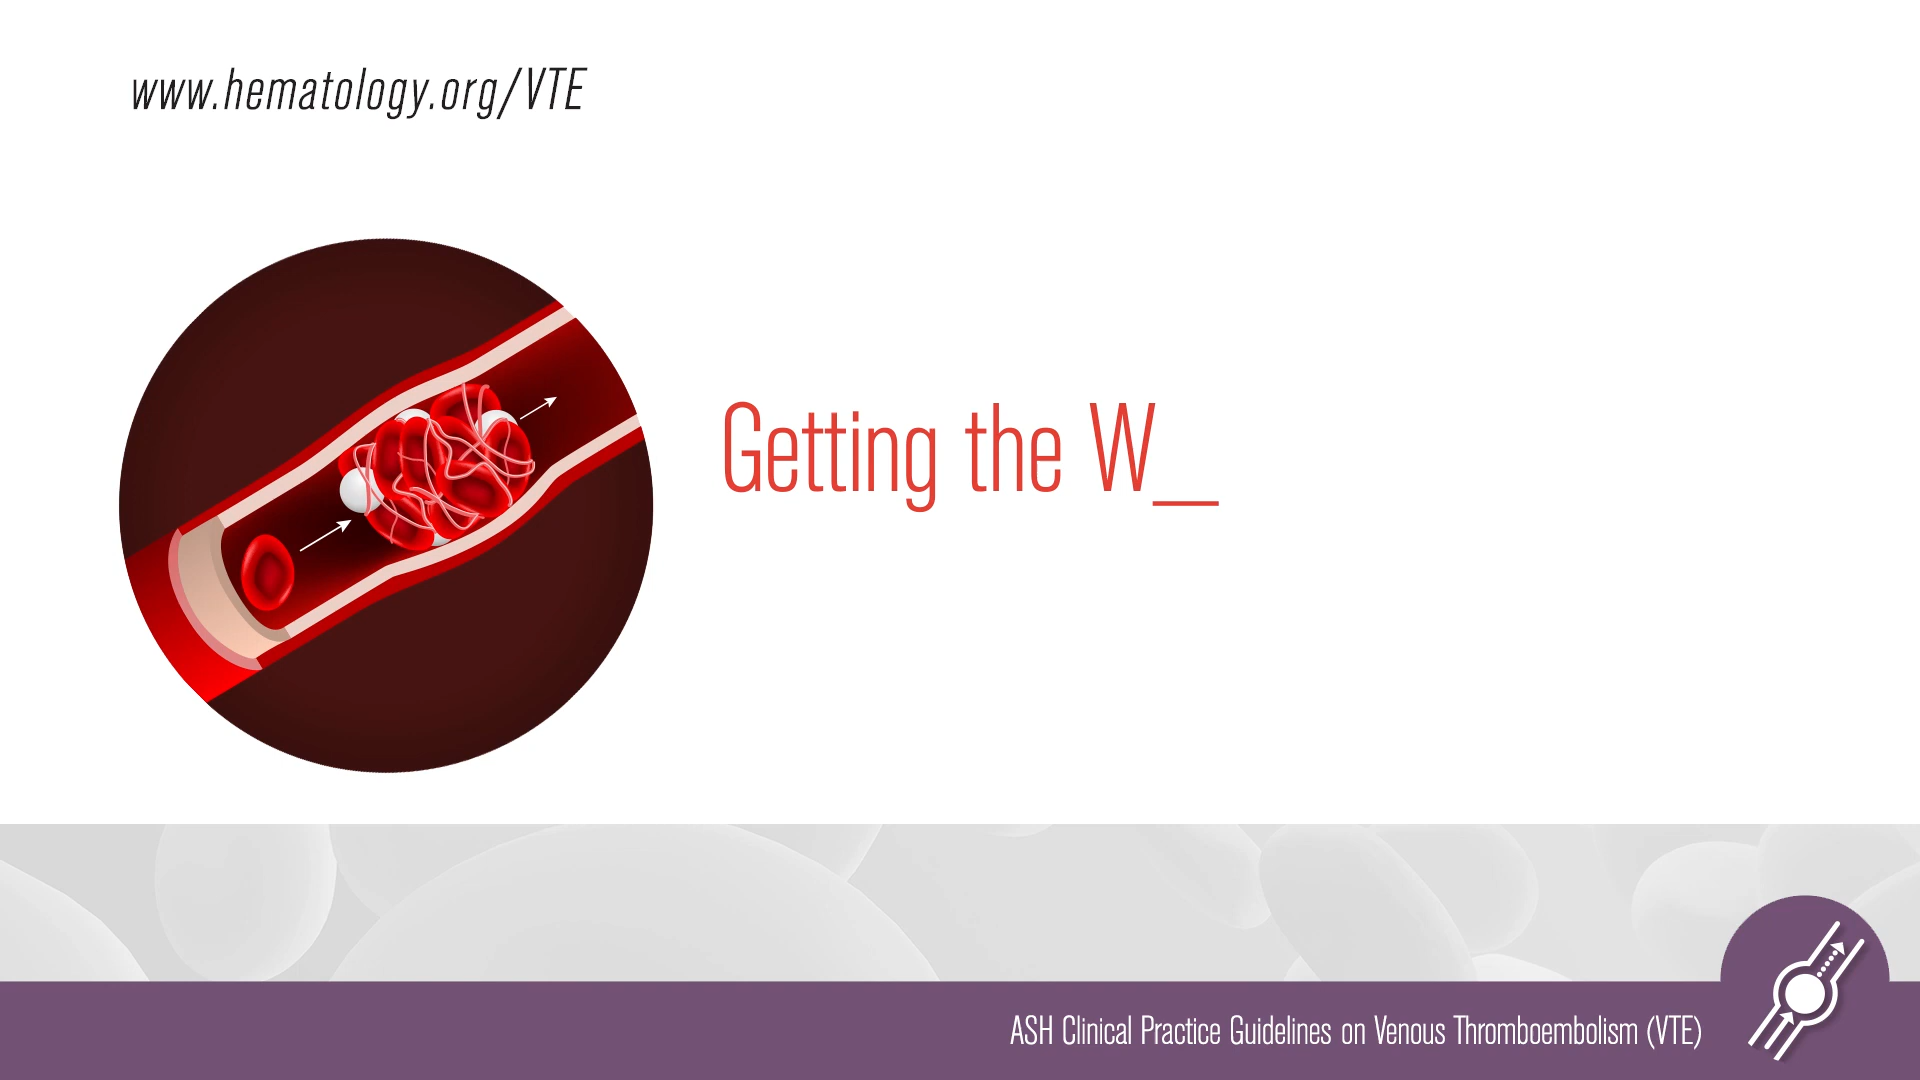 www.hematology.org/VTE
Getting the W_
ASH Clinical Practice Guidelines on Venous Thromboembolism (VTE)